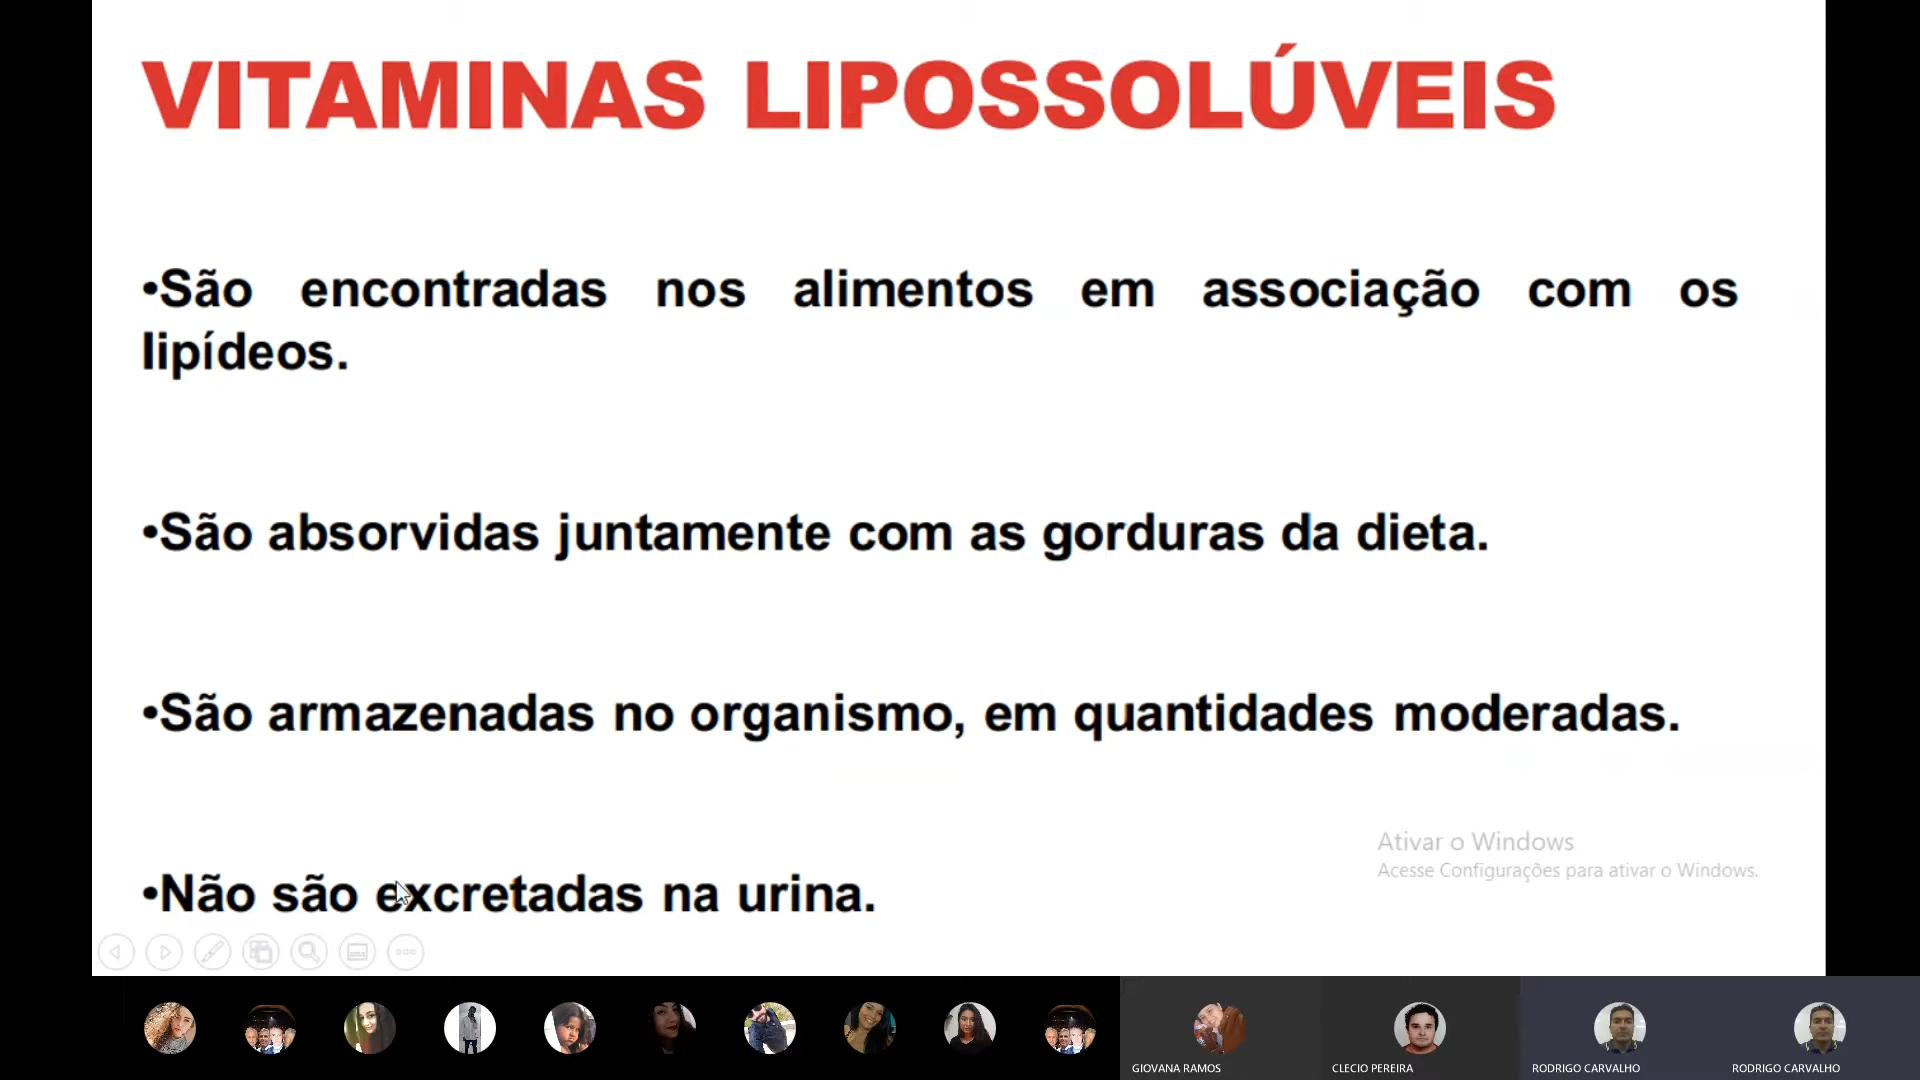 VITAMINAS LIPOSSOLÚVEIS
•São encontradas nos alimentos em associação com os
lipídeos.
•São absorvidas juntamente com as gorduras da dieta.
•São armazenadas no organismo, em quantidades moderadas.
Ativar o Windows
Acesse Configurações para ativar o Windows.
•Não são excretadas na urina.
GIOVANA RAMOS
CLECIO PEREIRA
RODRIGO CARVALHO
RODRIGO CARVALHO